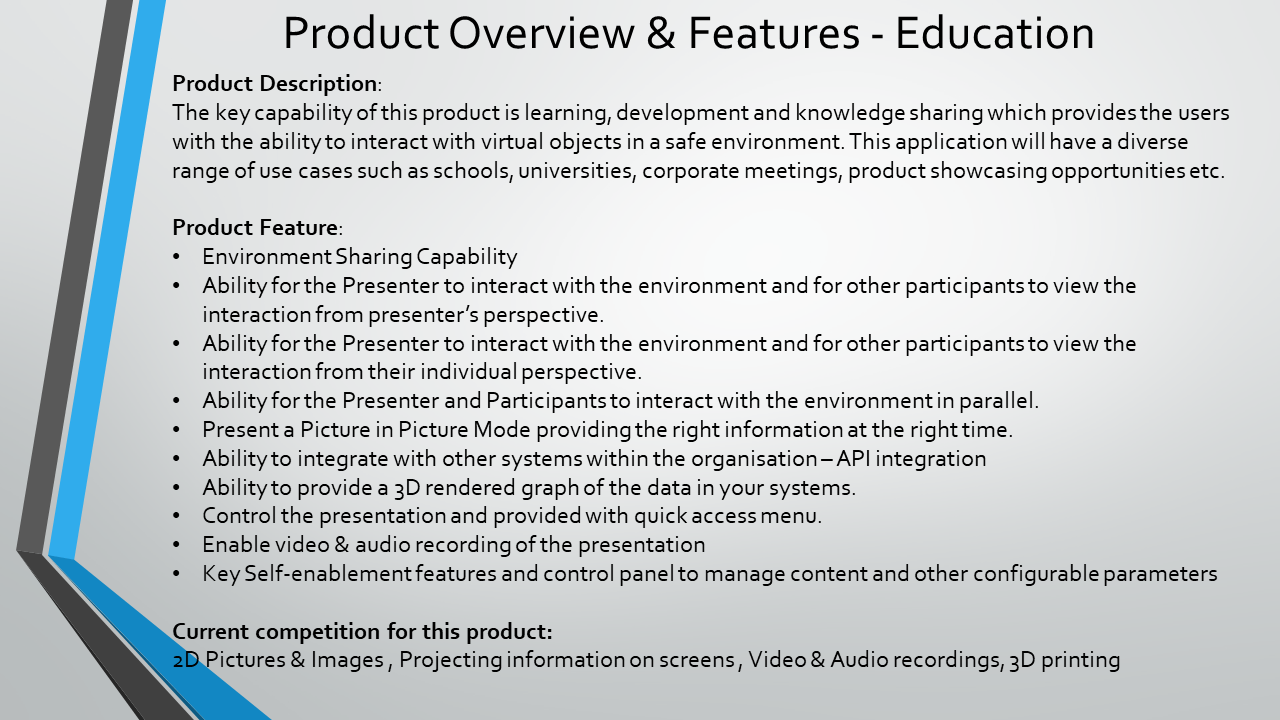 Product Overview & Features - Education
Product Description:
The key capability of this product is learning, development and knowledge sharing which provides the users
with the ability to interact with virtual objects in a safe environment. This application will have a diverse
range of use cases such as schools, universities, corporate meetings, product showcasing opportunities etc.
Product Feature:
• Environment Sharing Capability
• Ability for the Presenter to interact with the environment and for other participants to view the
interaction from presenter’s perspective.
• Ability for the Presenter to interact with the environment and for other participants to view the
interaction from their individual perspective.
• Ability for the Presenter and Participants to interact with the environment in parallel.
• Present a Picture in Picture Mode providing the right information at the right time.
• Ability to integrate with other systems within the organisation – API integration
• Ability to provide a 3D rendered graph of the data in your systems.
• Control the presentation and provided with quick access menu.
• Enable video & audio recording of the presentation
• Key Self-enablement features and control panel to manage content and other configurable parameters
Current competition for this product:
2D Pictures & Images , Projecting information on screens , Video & Audio recordings, 3D printing